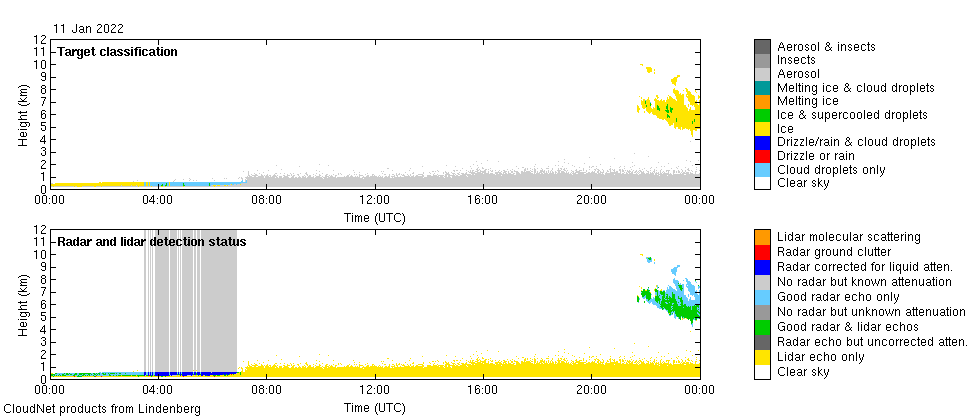 11 Jan 2022
Target classification
Height (km)
12
11
10
9
8
7
6
5
4
3
2
1
0
00:00 04:00 08:00 12:00 16:00 20:00 00:00
Time (UTC)
Aerosol & insects
Insects
Aerosol
Melting ice & cloud droplets
Melting ice
Ice & supercooled droplets
Ice
Drizzle/rain & cloud droplets
Drizzle or rain
Cloud droplets only
Clear sky
Radar and lidar detection status
Height (km)
12
11
10
9
8
7
6
5
4
3
2
1
0
00:00 04:00 08:00 12:00 16:00 20:00 00:00
Time (UTC)
Lidar molecular scattering
Radar ground clutter
Radar corrected for liquid atten.
No radar but known attenuation
Good radar echo only
No radar but unknown attenuation
Good radar & lidar echos
Radar echo but uncorrected atten.
Lidar echo only
Clear sky
CloudNet products from Lindenberg